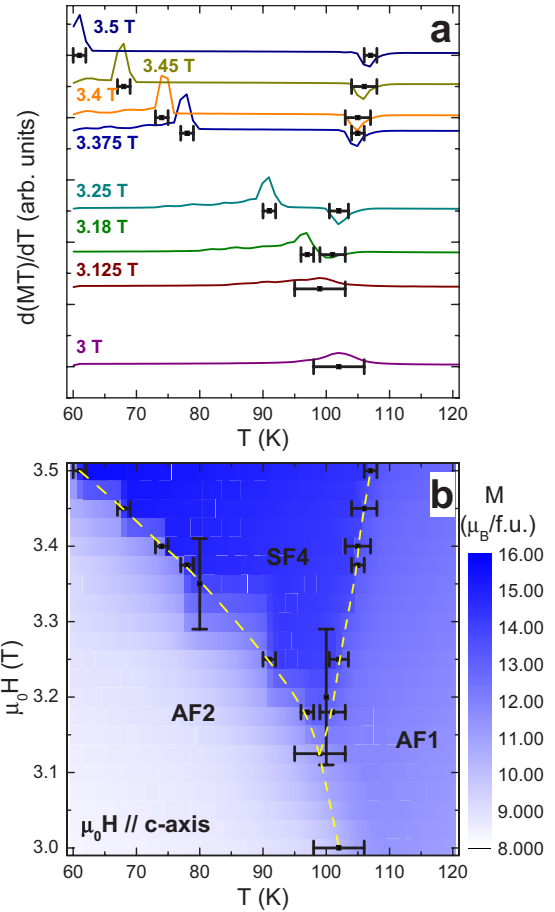 a
3.5 T
3.45 T
3.4 T
3.375 T
3.25 T
3.18 T
3.125 T
3 T
d(MT)/dT (arb. units)
60 70 80 90 100 110 120
T (K)
b
3.5
3.4
3.3
3.2
3.1
3.0
μ₀H (T)
SF4
AF2
AF1
μ₀H // c-axis
60 70 80 90 100 110 120
T (K)
M
(μB/f.u.)
16.00
15.00
14.00
13.00
12.00
11.00
10.00
9.000
8.000